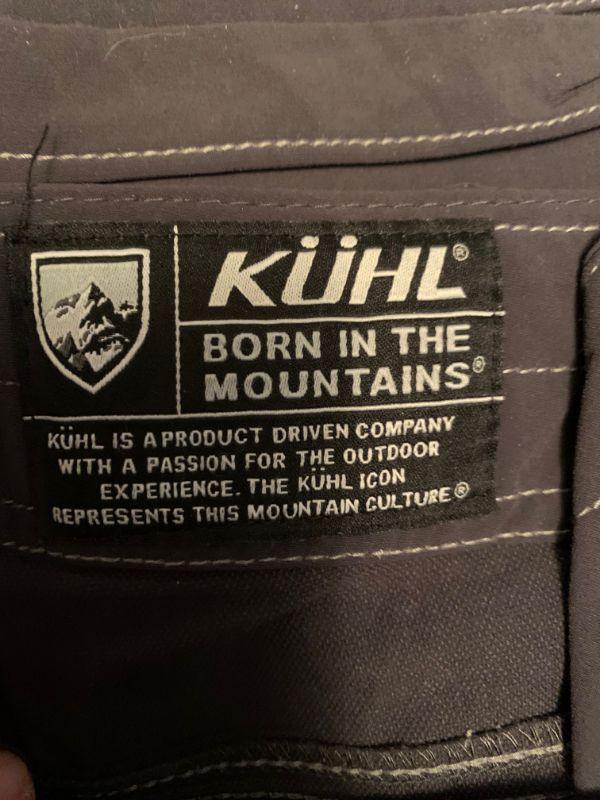 KÜHL®
BORN IN THE
MOUNTAINS®
KÜHL IS A PRODUCT DRIVEN COMPANY
WITH A PASSION FOR THE OUTDOOR
EXPERIENCE. THE KÜHL ICON
REPRESENTS THIS MOUNTAIN CULTURE®